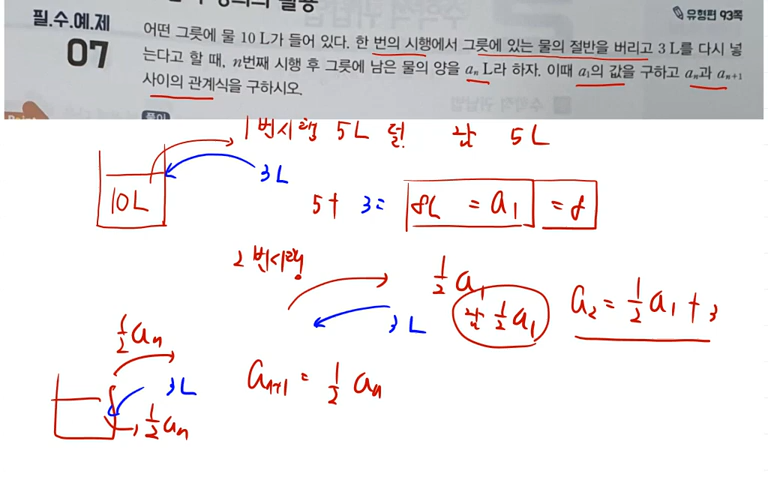 유형편 93쪽
필.수.예.제
07
어떤 그릇에 물 10 L가 들어 있다. 한 번의 시행에서 그릇에 있는 물의 절반을 버리고 3 L를 다시 넣
는다고 할 때, n번째 시행 후 그릇에 남은 물의 양을 aₙ L라 하자. 이때 a₁의 값을 구하고 aₙ과 aₙ₊₁
사이의 관계식을 구하시오.
풀이
1번시행 5L 남 5L
3L
10L
5+3= 8L = a₁ = 8
2번시행 ½a₁
3L 남 ½a₁
a₂ = ½a₁ + 3
½aₙ
3L
½aₙ
aₙ₊₁ = ½aₙ